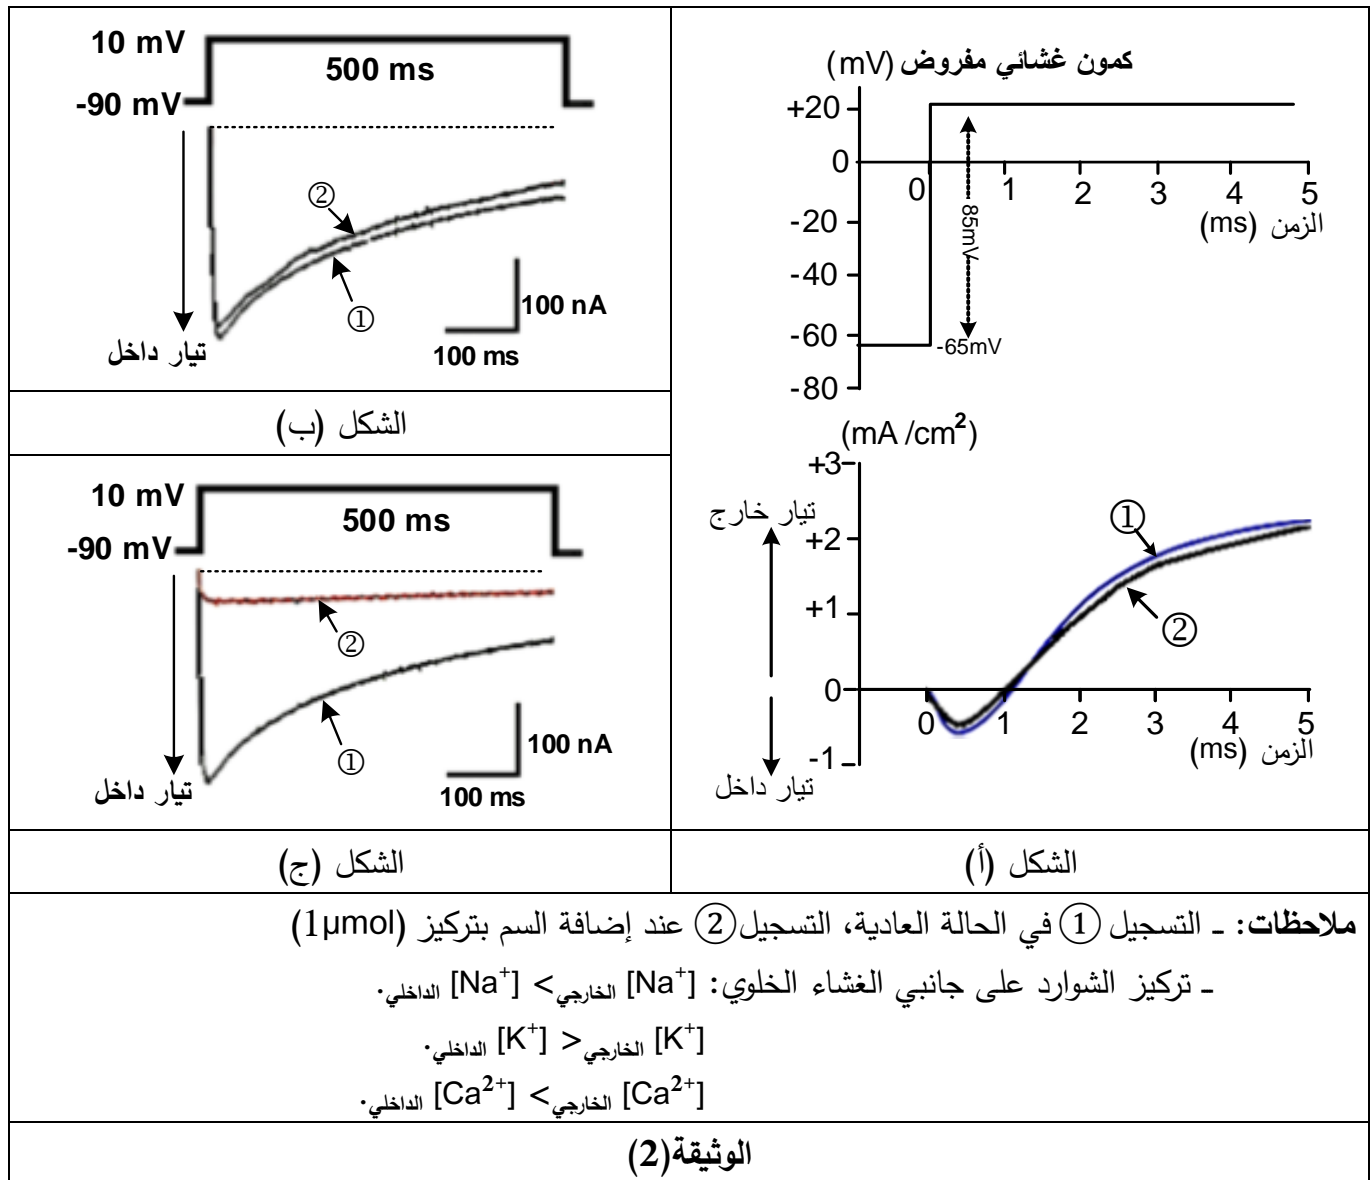 كمون غشائي مفروض (mV)
+20
0
-20
-40
-60
-80
0 1 2 3 4 5
الزمن (ms)
85mV
-65mV
(mA /cm²)
+3
+2
+1
0
-1
تيار خارج
تيار داخل
① 
②
0 1 2 3 4 5
الزمن (ms)
الشكل (أ)
10 mV
-90 mV
500 ms
②
①
100 nA
100 ms
تيار داخل
الشكل (ب)
10 mV
-90 mV
500 ms
②
①
100 nA
100 ms
تيار داخل
الشكل (ج)
ملاحظات: ـ التسجيل ① في الحالة العادية، التسجيل ② عند إضافة السم بتركيز (1µmol)
ـ تركيز الشوارد على جانبي الغشاء الخلوي: [Na⁺] الخارجي > [Na⁺] الداخلي.
[K⁺] الخارجي < [K⁺] الداخلي.
[Ca²⁺] الخارجي > [Ca²⁺] الداخلي.
الوثيقة(2)